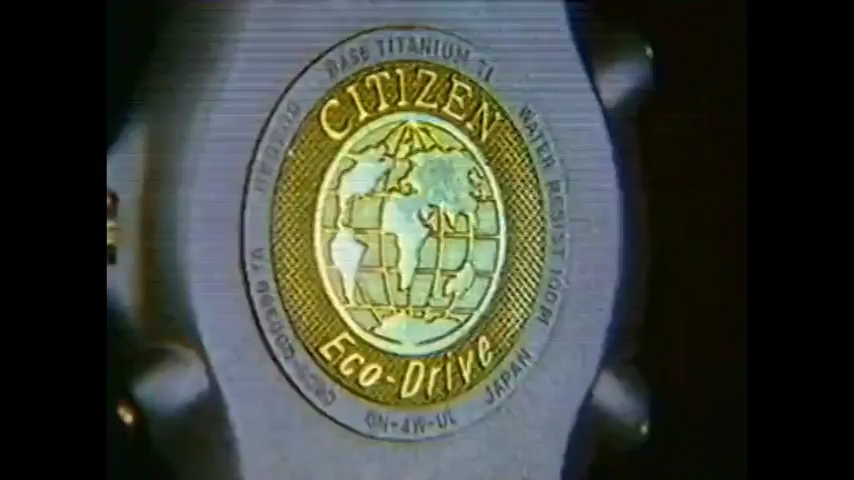 BASE TITANIUM TI
CITIZEN
WATER RESIST 100M
Eco-Drive
JAPAN
GN-4W-UL